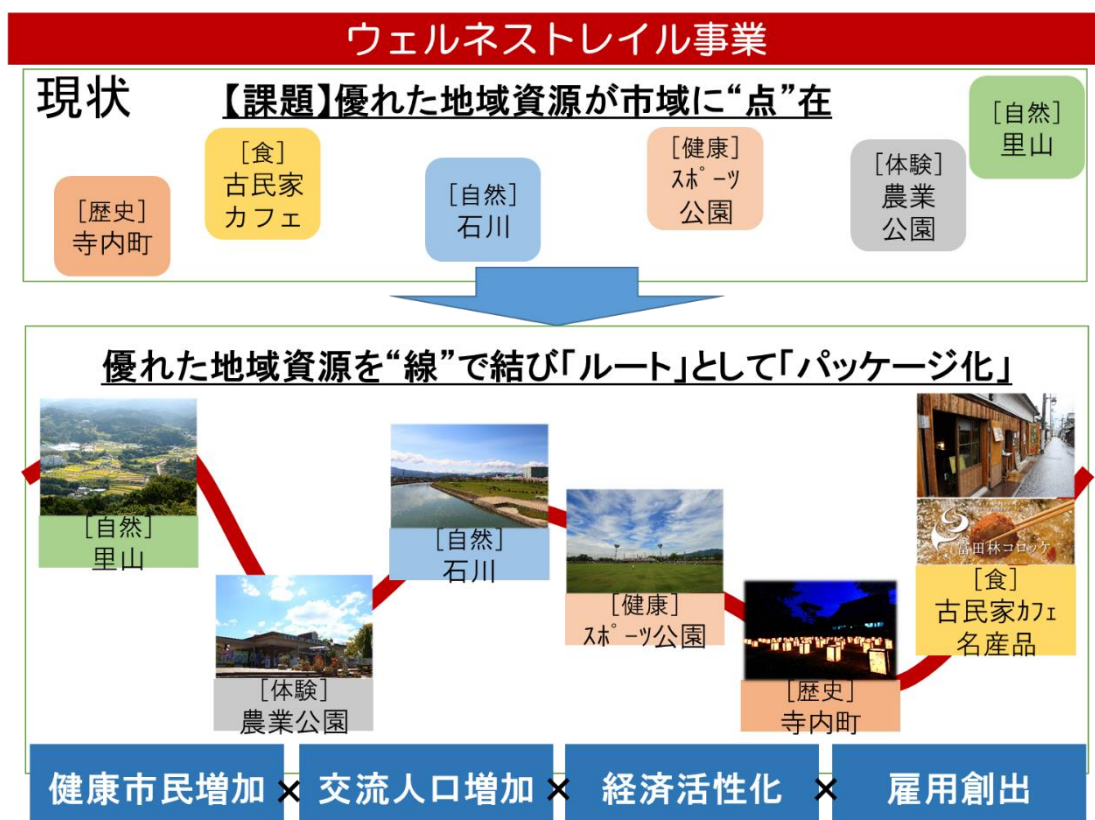 ウェルネストレイル事業
現状
【課題】優れた地域資源が市域に“点”在
[歴史]
寺内町
[食]
古民家
カフェ
[自然]
石川
[健康]
ｽﾎﾟｰﾂ
公園
[体験]
農業
公園
[自然]
里山
優れた地域資源を“線”で結び「ルート」として「パッケージ化」
[自然]
里山
[体験]
農業公園
[自然]
石川
[健康]
ｽﾎﾟｰﾂ公園
[歴史]
寺内町
富田林コロッケ
[食]
古民家ｶﾌｪ
名産品
健康市民増加 × 交流人口増加 × 経済活性化 × 雇用創出